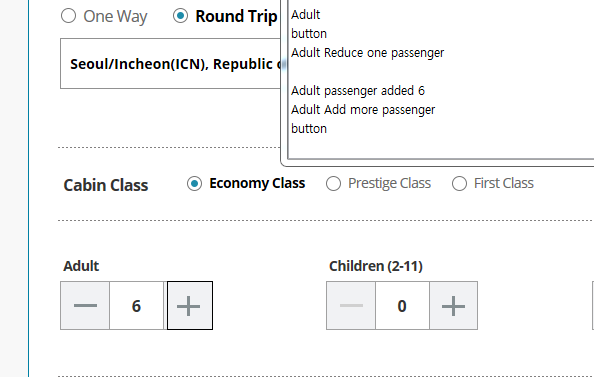 One Way
Round Trip
Adult
button
Adult Reduce one passenger
Adult passenger added 6
Adult Add more passenger
button
Seoul/Incheon(ICN), Republic
Cabin Class
Economy Class
Prestige Class
First Class
Adult
Children (2-11)
6
0